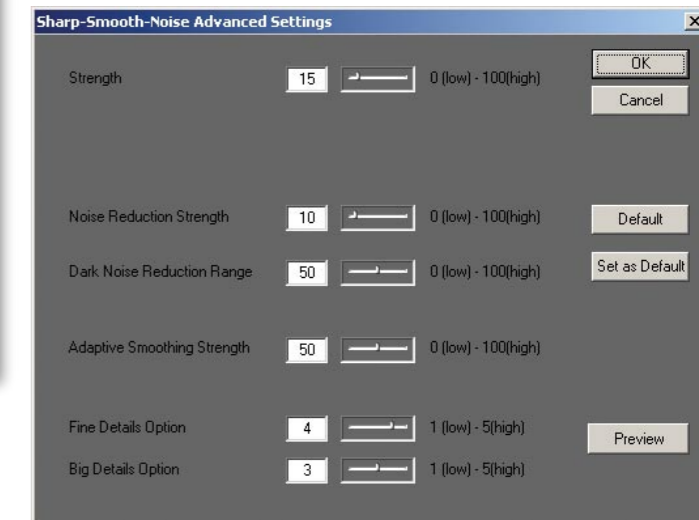 Sharp-Smooth-Noise Advanced Settings
Strength 15 0 (low) - 100(high) OK
Cancel
Noise Reduction Strength 10 0 (low) - 100(high) Default
Dark Noise Reduction Range 50 0 (low) - 100(high) Set as Default
Adaptive Smoothing Strength 50 0 (low) - 100(high)
Fine Details Option 4 1 (low) - 5(high) Preview
Big Details Option 3 1 (low) - 5(high)